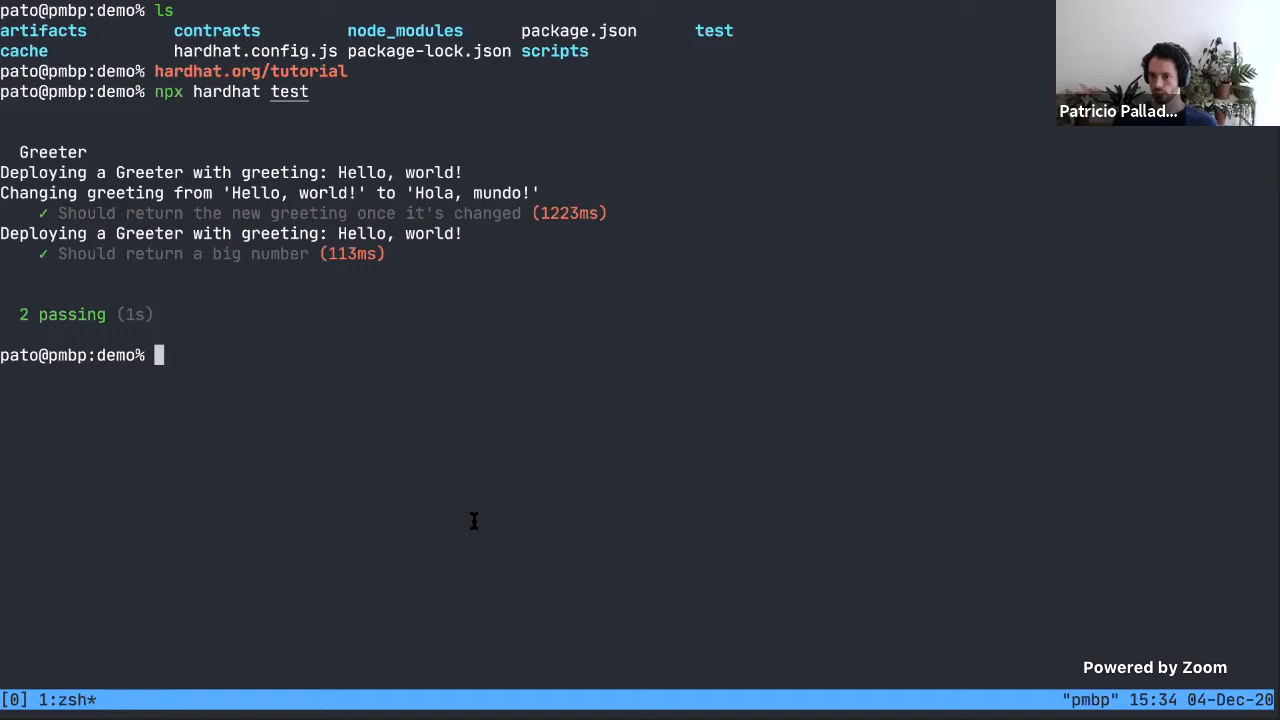 pato@pmbp:demo% ls
artifacts contracts node_modules package.json test
cache hardhat.config.js package-lock.json scripts
pato@pmbp:demo% hardhat.org/tutorial
pato@pmbp:demo% npx hardhat test
Patricio Pallad...
Greeter
Deploying a Greeter with greeting: Hello, world!
Changing greeting from 'Hello, world!' to 'Hola, mundo!'
✓ Should return the new greeting once it's changed (1223ms)
Deploying a Greeter with greeting: Hello, world!
✓ Should return a big number (113ms)
2 passing (1s)
pato@pmbp:demo%
Powered by Zoom
[0] 1:zsh* "pmbp" 15:34 04-Dec-20